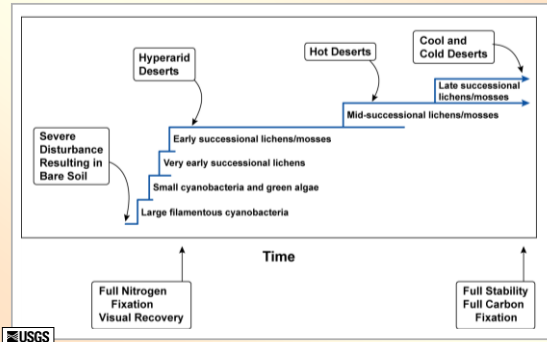 Cool and
Cold Deserts
Hot Deserts
Hyperarid
Deserts
Late successional
lichens/mosses
Mid-successional lichens/mosses
Severe
Disturbance
Resulting in
Bare Soil
Early successional lichens/mosses
Very early successional lichens
Small cyanobacteria and green algae
Large filamentous cyanobacteria
Time
Full Nitrogen
Fixation
Visual Recovery
Full Stability
Full Carbon
Fixation
USGS